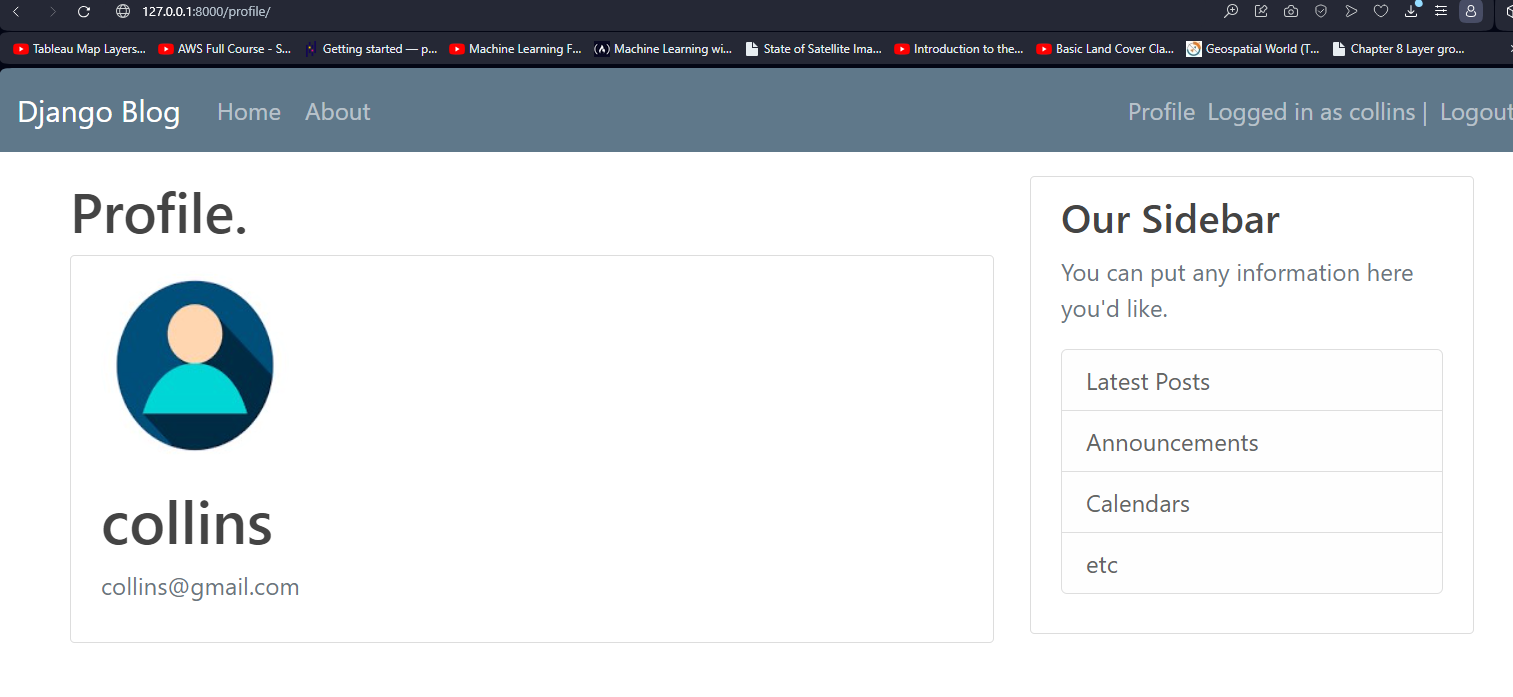 127.0.0.1:8000/profile/
Tableau Map Layers... AWS Full Course - S... Getting started — p... Machine Learning F... Machine Learning wi... State of Satellite Ima... Introduction to the... Basic Land Cover Cla... Geospatial World (T... Chapter 8 Layer gro...
Django Blog Home About Profile Logged in as collins | Logout
Profile.
collins
collins@gmail.com
Our Sidebar
You can put any information here
you'd like.
Latest Posts
Announcements
Calendars
etc